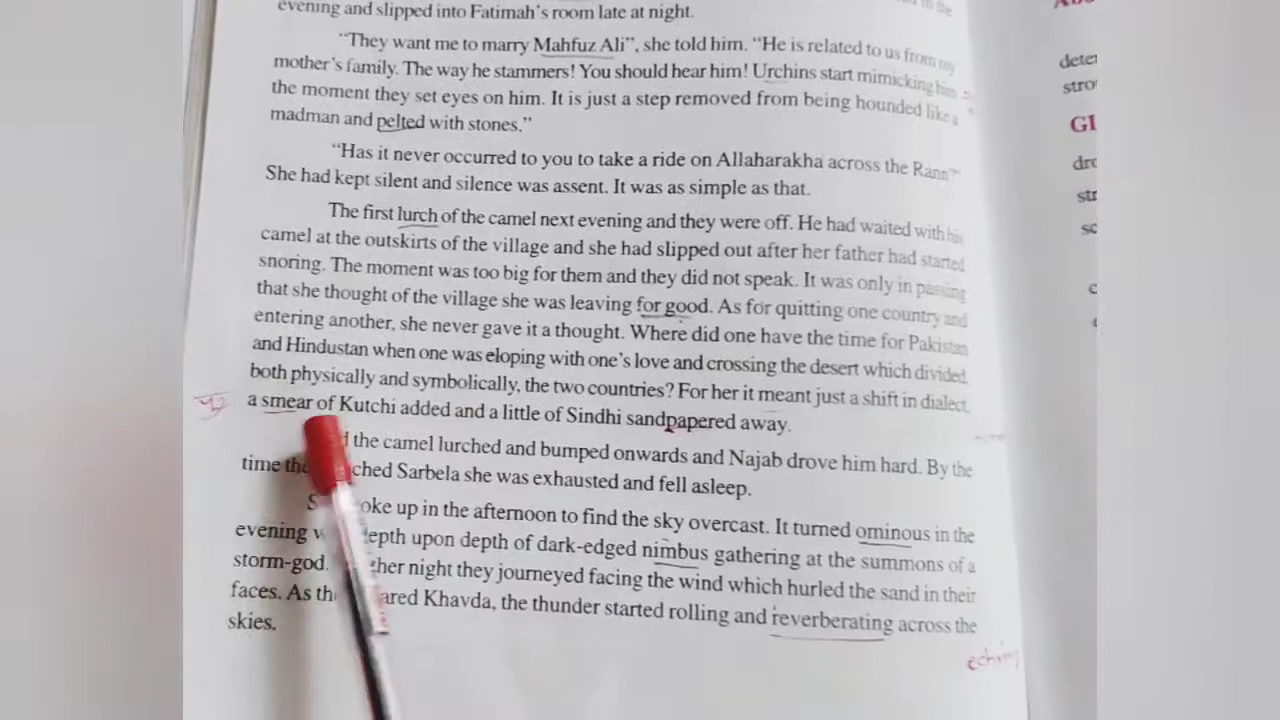 evening and slipped into Fatimah's room late at night.
"They want me to marry Mahfuz Ali", she told him. "He is related to us from my
mother's family. The way he stammers! You should hear him! Urchins start mimicking him
the moment they set eyes on him. It is just a step removed from being hounded like a
madman and pelted with stones."
"Has it never occurred to you to take a ride on Allaharakha across the Rann?"
She had kept silent and silence was assent. It was as simple as that.
The first lurch of the camel next evening and they were off. He had waited with his
camel at the outskirts of the village and she had slipped out after her father had started
snoring. The moment was too big for them and they did not speak. It was only in passing
that she thought of the village she was leaving for good. As for quitting one country and
entering another, she never gave it a thought. Where did one have the time for Pakistan
and Hindustan when one was eloping with one's love and crossing the desert which divided,
both physically and symbolically, the two countries? For her it meant just a shift in dialect,
a smear of Kutchi added and a little of Sindhi sandpapered away.
the camel lurched and bumped onwards and Najab drove him hard. By the
time ched Sarbela she was exhausted and fell asleep.
oke up in the afternoon to find the sky overcast. It turned ominous in the
evening depth upon depth of dark-edged nimbus gathering at the summons of a
storm-god. her night they journeyed facing the wind which hurled the sand in their
faces. As ared Khavda, the thunder started rolling and reverberating across the
skies.
eching
deter
stro
GL
dro
str
sc